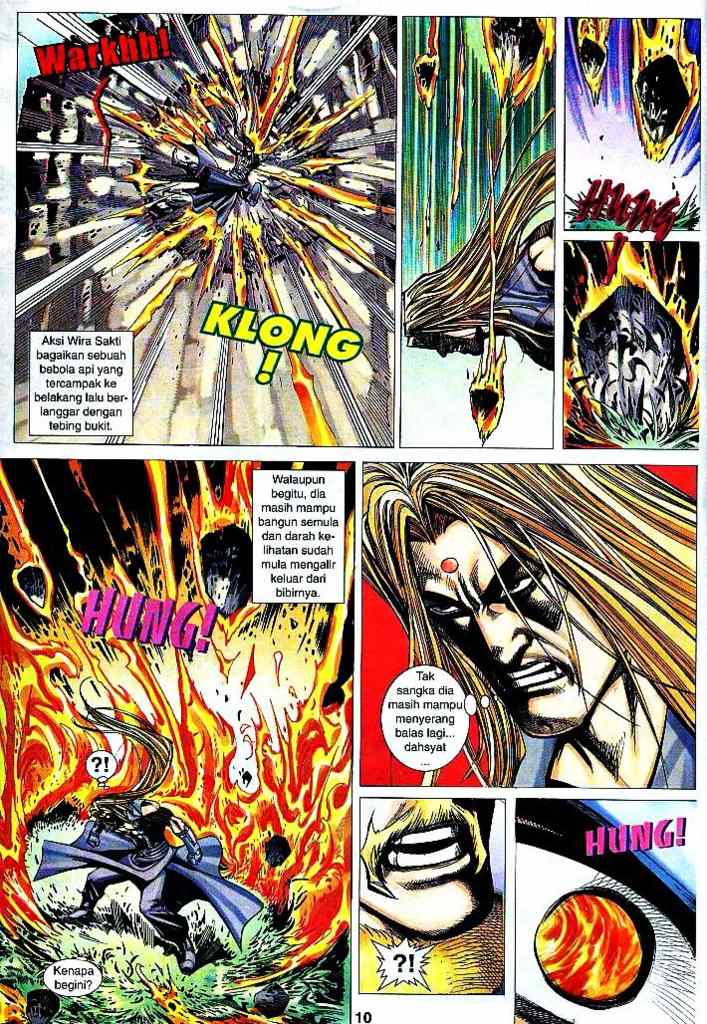 Warkhh!
KLONG
!
Aksi Wira Sakti
bagaikan sebuah
bebola api yang
tercampak ke
belakang lalu ber-
langgar dengan
tebing bukit.
HUNG
!
Walaupun
begitu, dia
masih mampu
bangun semula
dan darah ke-
lihatan sudah
mula mengalir
keluar dari
bibirnya.
HUNG!
?!
Kenapa
begini?
Tak
sangka dia
masih mampu
menyerang
balas lagi...
dahsyat
...
?!
HUNG!
10